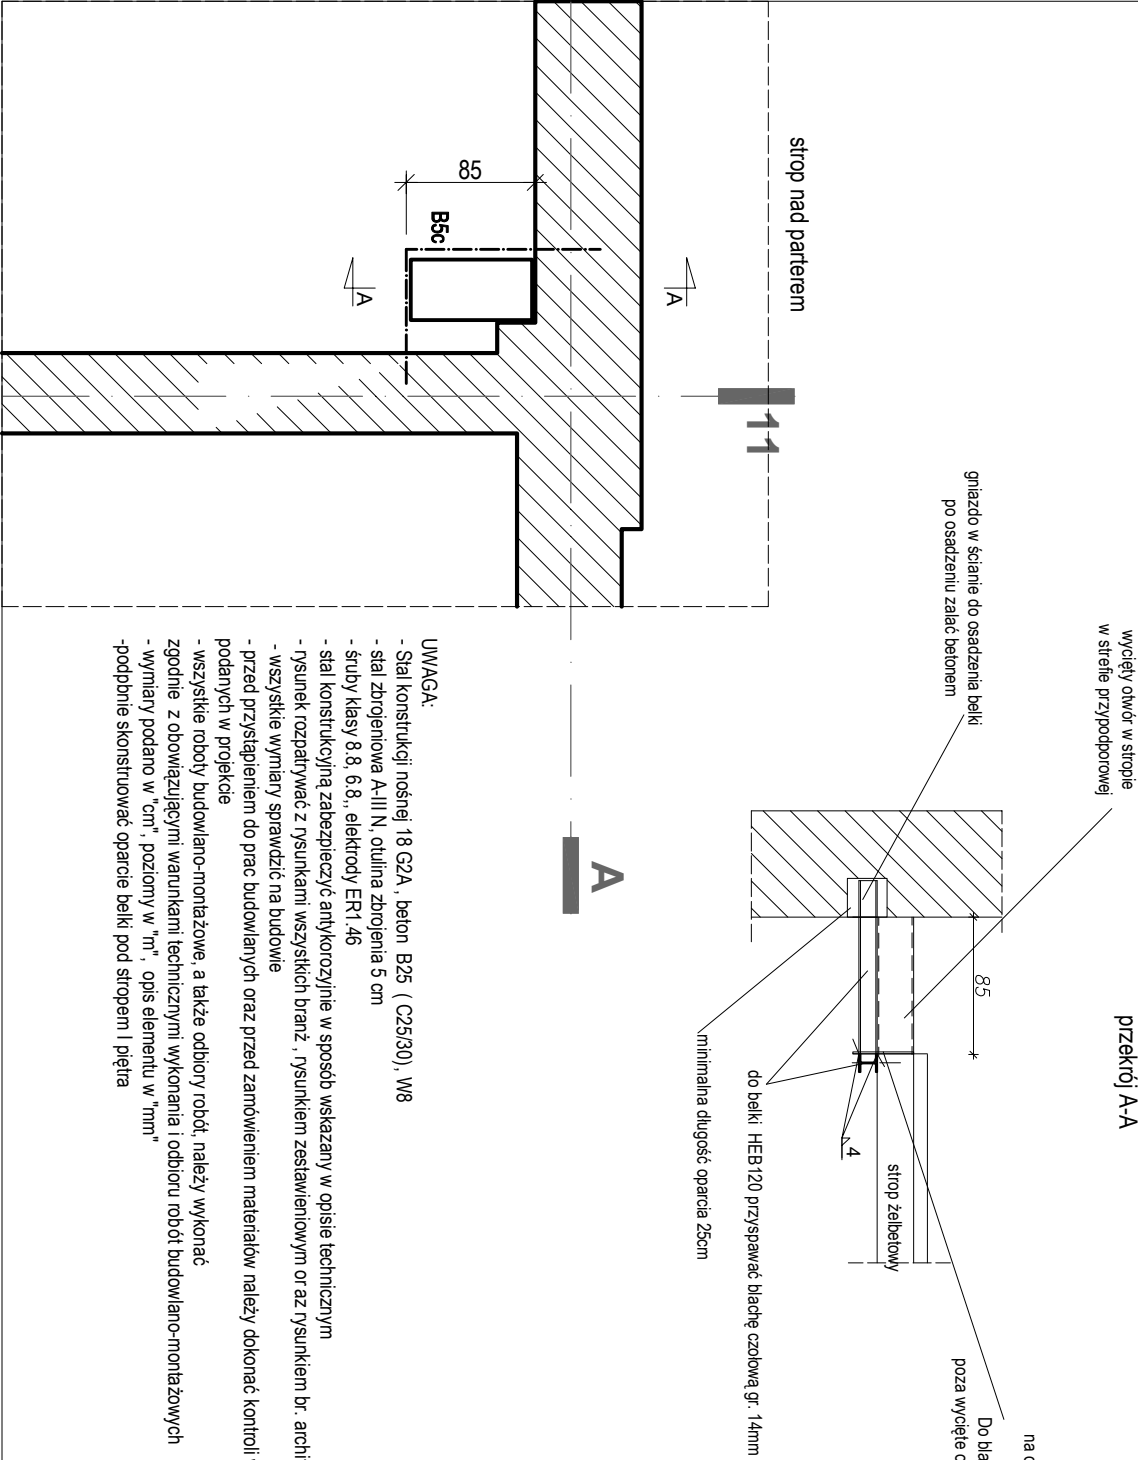 przekrój A-A
wycięty otwór w stropie
w strefie przypodporowej
gniazdo w ścianie do osadzenia belki
po osadzeniu zalać betonem
85
na
Do bla
poza wycięte
strop żelbetowy
4
do belki HEB120 przyspawać blachę czołową gr. 14mm
minimalna długość oparcia 25cm
strop nad parterem
11
A
A
A
85
B5c
UWAGA:
- Stal konstrukcji nośnej 18 G2A , beton B25 ( C25/30), W8
- stal zbrojeniowa A-III N, otulina zbrojenia 5 cm
- śruby klasy 8.8, 6.8,, elektrody ER1.46
- stal konstrukcyjną zabezpieczyć antykorozyjnie w sposób wskazany w opisie technicznym
- rysunek rozpatrywać z rysunkami wszystkich branż , rysunkiem zestawieniowym oraz rysunkiem br. archi
- wszystkie wymiary sprawdzić na budowie
- przed przystąpieniem do prac budowlanych oraz przed zamówieniem materiałów należy dokonać kontroli
podanych w projekcie
- wszystkie roboty budowlano-montażowe, a także odbiory robót, należy wykonać
zgodnie z obowiązującymi warunkami technicznymi wykonania i odbioru robót budowlano-montażowych
- wymiary podano w "cm", poziomy w "m", opis elementu w "mm"
-podpbnie skonstruować oparcie belki pod stropem I piętra